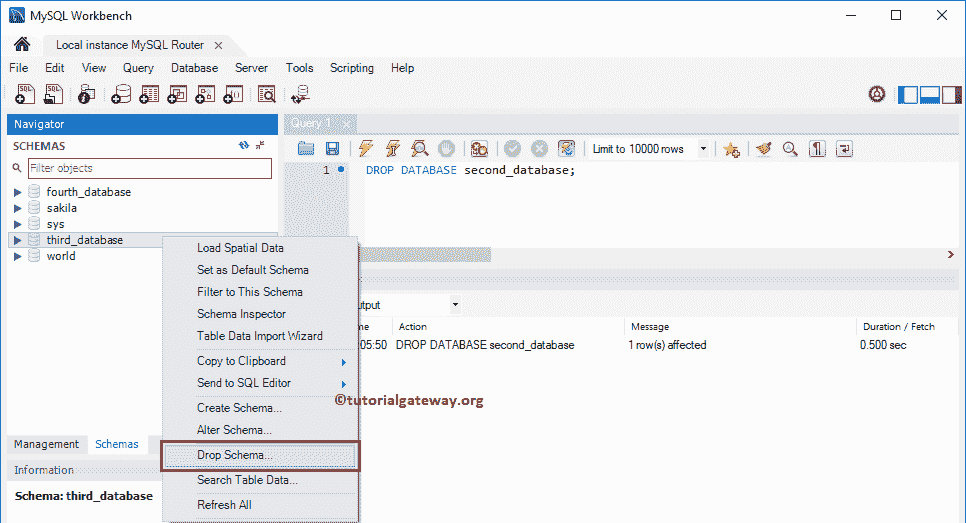 MySQL Workbench
Local instance MySQL Router
File Edit View Query Database Server Tools Scripting Help
Navigator
SCHEMAS
Filter objects
fourth_database
sakila
sys
third_database
world
Management Schemas
Information
Schema: third_database
Query 1
Limit to 10000 rows
1 DROP DATABASE second_database;
Load Spatial Data
Set as Default Schema
Filter to This Schema
Schema Inspector
Table Data Import Wizard
Copy to Clipboard
Send to SQL Editor
Create Schema...
Alter Schema...
Drop Schema...
Search Table Data...
Refresh All
Action Message Duration / Fetch
05:50 DROP DATABASE second_database 1 row(s) affected 0.500 sec
©tutorialgateway.org